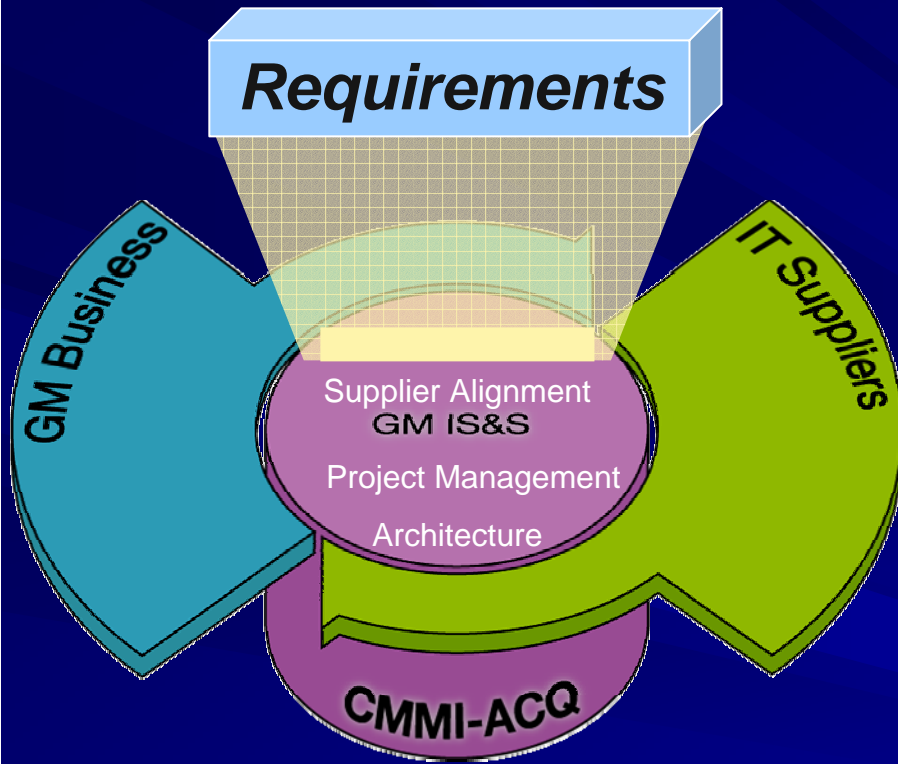 Requirements
GM Business
IT Suppliers
Supplier Alignment
GM IS&S
Project Management
Architecture
CMMI-ACQ